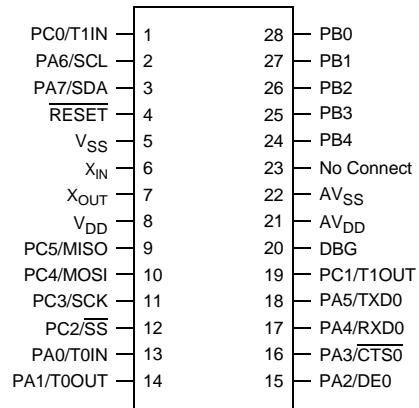 PC0/T1IN 1 28 PB0
PA6/SCL 2 27 PB1
PA7/SDA 3 26 PB2
RESET 4 25 PB3
VSS 5 24 PB4
XIN 6 23 No Connect
XOUT 7 22 AVSS
VDD 8 21 AVDD
PC5/MISO 9 20 DBG
PC4/MOSI 10 19 PC1/T1OUT
PC3/SCK 11 18 PA5/TXD0
PC2/SS 12 17 PA4/RXD0
PA0/T0IN 13 16 PA3/CTS0
PA1/T0OUT 14 15 PA2/DE0